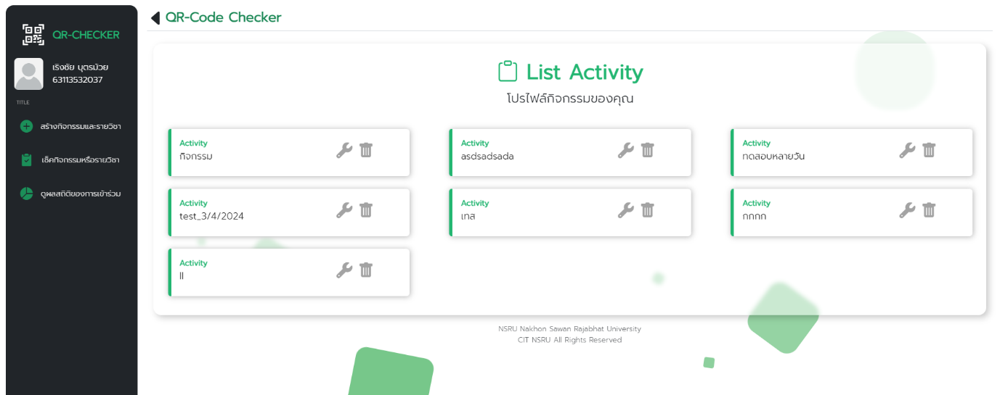 QR-CHECKER
เริงชัย บุตรม้วย
63113532037
TITLE
สร้างกิจกรรมและรายวิชา
เช็คกิจกรรมหรือรายวิชา
ดูผลสถิติของการเข้าร่วม
QR-Code Checker
List Activity
โปรไฟล์กิจกรรมของคุณ
Activity
กิจกรรม
Activity
asdsadsada
Activity
ทดสอบหลายวัน
Activity
test_3/4/2024
Activity
เทส
Activity
กกกก
Activity
ll
NSRU Nakhon Sawan Rajabhat University
CIT NSRU All Rights Reserved